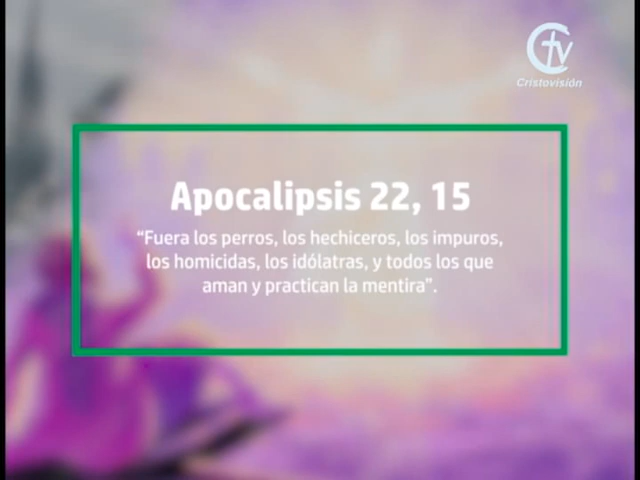 CTV
Cristovisión
Apocalipsis 22, 15
“Fuera los perros, los hechiceros, los impuros,
los homicidas, los idólatras, y todos los que
aman y practican la mentira”.